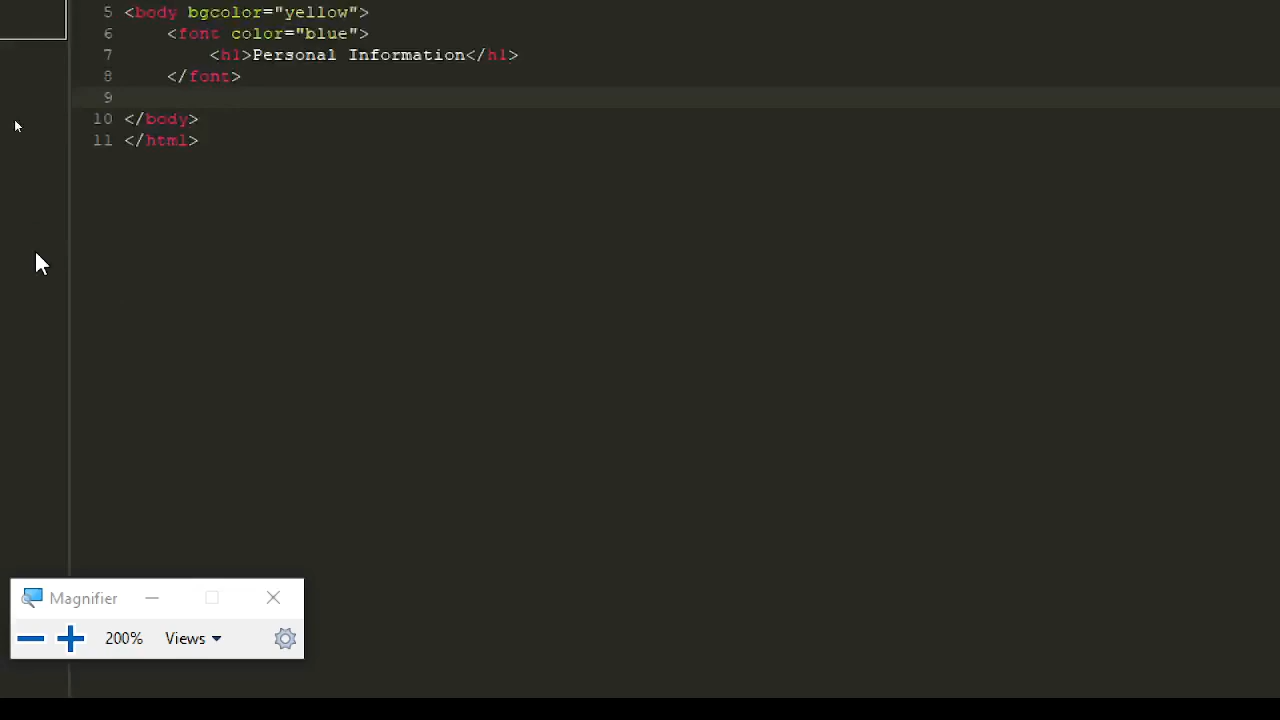 5 <body bgcolor="yellow">
6 <font color="blue">
7 <h1>Personal Information</h1>
8 </font>
9
10 </body>
11 </html>
Magnifier
200% Views